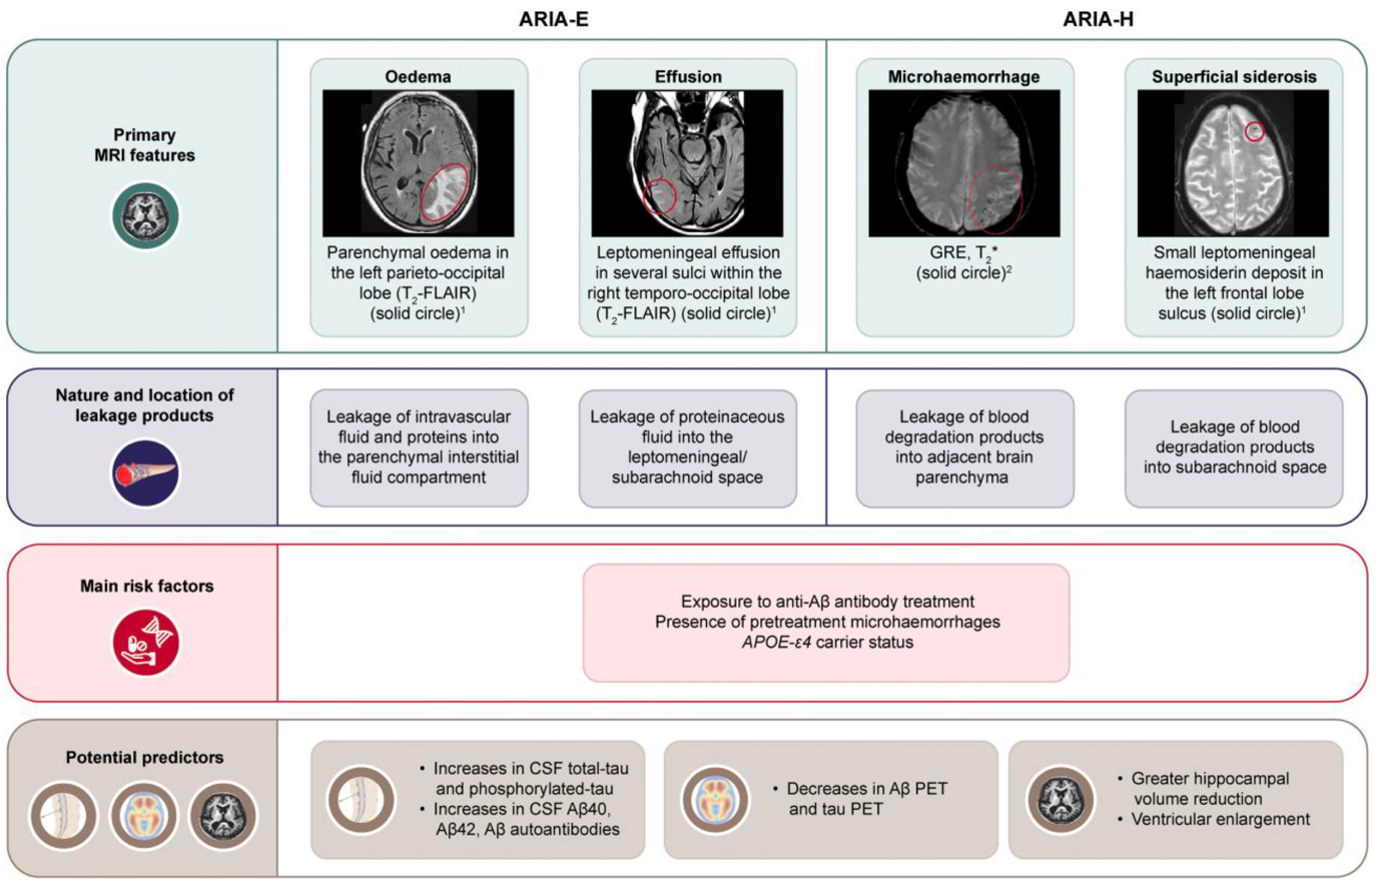 ARIA-E
ARIA-H
Primary
MRI features
Oedema
Parenchymal oedema in
the left parieto-occipital
lobe (T₂-FLAIR)
(solid circle)¹
Effusion
Leptomeningeal effusion
in several sulci within the
right temporo-occipital lobe
(T₂-FLAIR) (solid circle)¹
Microhaemorrhage
GRE, T₂*
(solid circle)²
Superficial siderosis
Small leptomeningeal
haemosiderin deposit in
the left frontal lobe
sulcus (solid circle)¹
Nature and location of
leakage products
Leakage of intravascular
fluid and proteins into
the parenchymal interstitial
fluid compartment
Leakage of proteinaceous
fluid into the
leptomeningeal/
subarachnoid space
Leakage of blood
degradation products
into adjacent brain
parenchyma
Leakage of blood
degradation products
into subarachnoid space
Main risk factors
Exposure to anti-Aβ antibody treatment
Presence of pretreatment microhaemorrhages
APOE-ε4 carrier status
Potential predictors
• Increases in CSF total-tau
and phosphorylated-tau
• Increases in CSF Aβ40,
Aβ42, Aβ autoantibodies
• Decreases in Aβ PET
and tau PET
• Greater hippocampal
volume reduction
• Ventricular enlargement